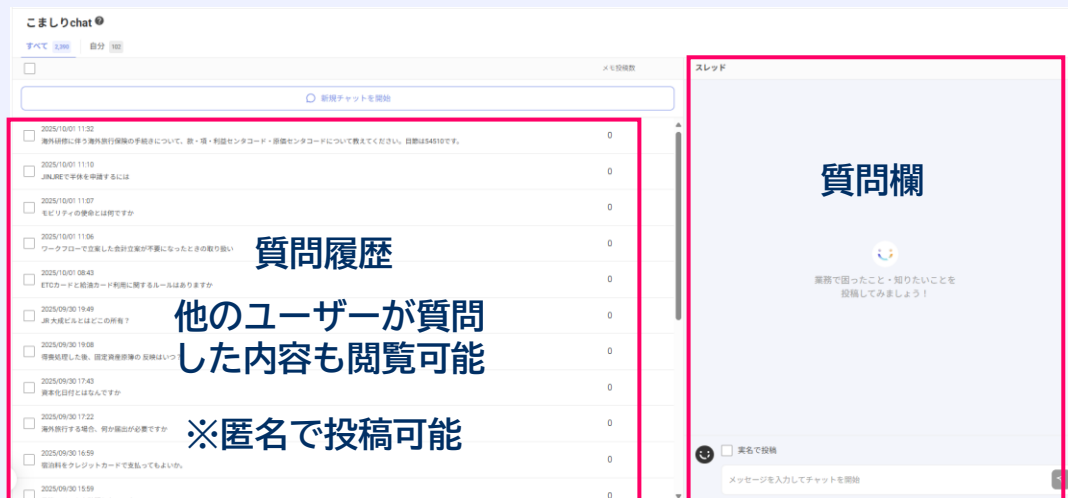 こましりchat ?
すべて 2,390 自分 102
メモ投稿数
スレッド
新規チャットを開始
2025/10/01 11:32
海外研修に伴う海外旅行保険の手続きについて、款・項・利益センタコード・原価センタコードについて教えてください。目数は54510です。
0
2025/10/01 11:10
JINJREで半休を申請するには
0
2025/10/01 11:07
モビリティの使命とは何ですか
0
2025/10/01 11:06
ワークフローで立案した会計立案が不要になったときの取り扱い
0
2025/10/01 08:43
ETCカードと給油カード利用に関するルールはありますか
0
2025/09/30 19:49
JR大成ビルとはどこの所有?
0
2025/09/30 19:08
処理した後、固定資産原簿の 反映はいつ
0
2025/09/30 17:43
資本化日付とはなんですか
0
2025/09/30 17:22
海外旅行する場合、何か届出が必要ですか
0
2025/09/30 16:59
宿泊料をクレジットカードで支払ってもよいか。
0
2025/09/30 15:59
0
質問履歴
他のユーザーが質問
した内容も閲覧可能
※匿名で投稿可能
質問欄
業務で困ったこと・知りたいことを
投稿してみましょう!
実名で投稿
メッセージを入力してチャットを開始